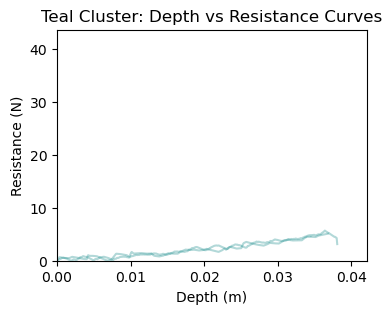 Teal Cluster: Depth vs Resistance Curves
Resistance (N)
40
30
20
10
0
0.00 0.01 0.02 0.03 0.04
Depth (m)